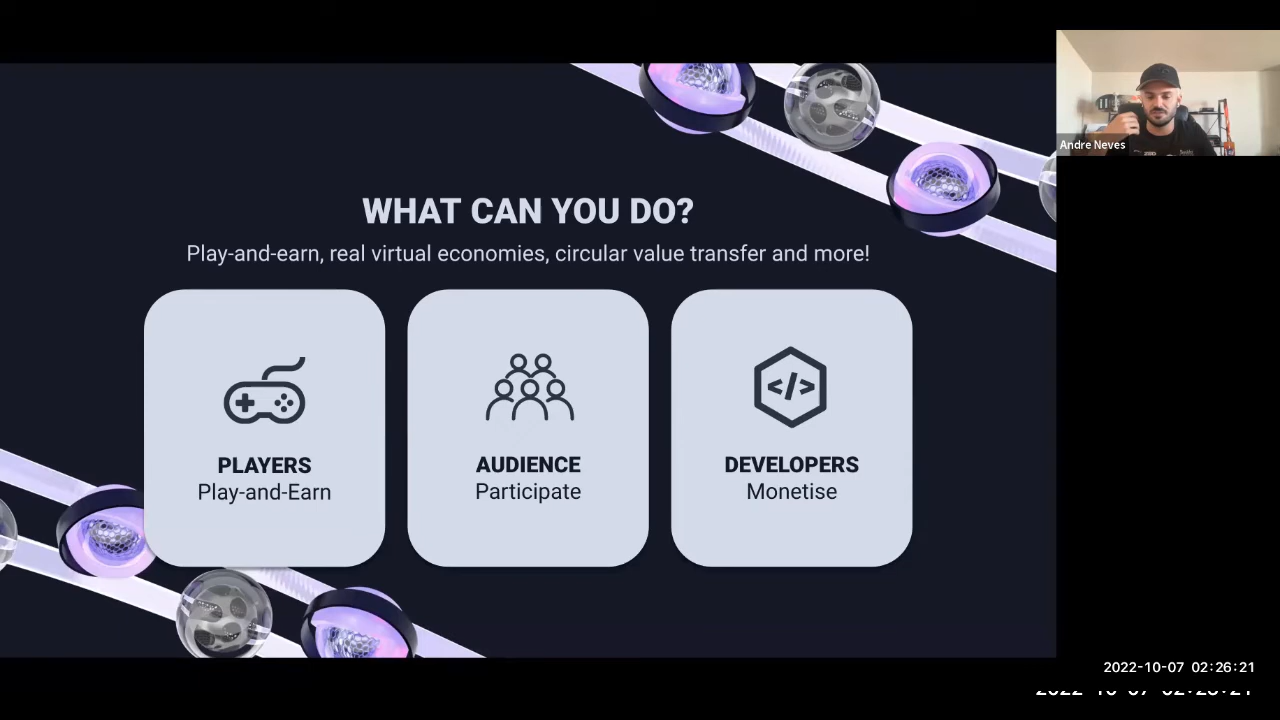 WHAT CAN YOU DO?
Play-and-earn, real virtual economies, circular value transfer and more!
PLAYERS
Play-and-Earn
AUDIENCE
Participate
DEVELOPERS
Monetise
Andre Neves
2022-10-07 02:26:21